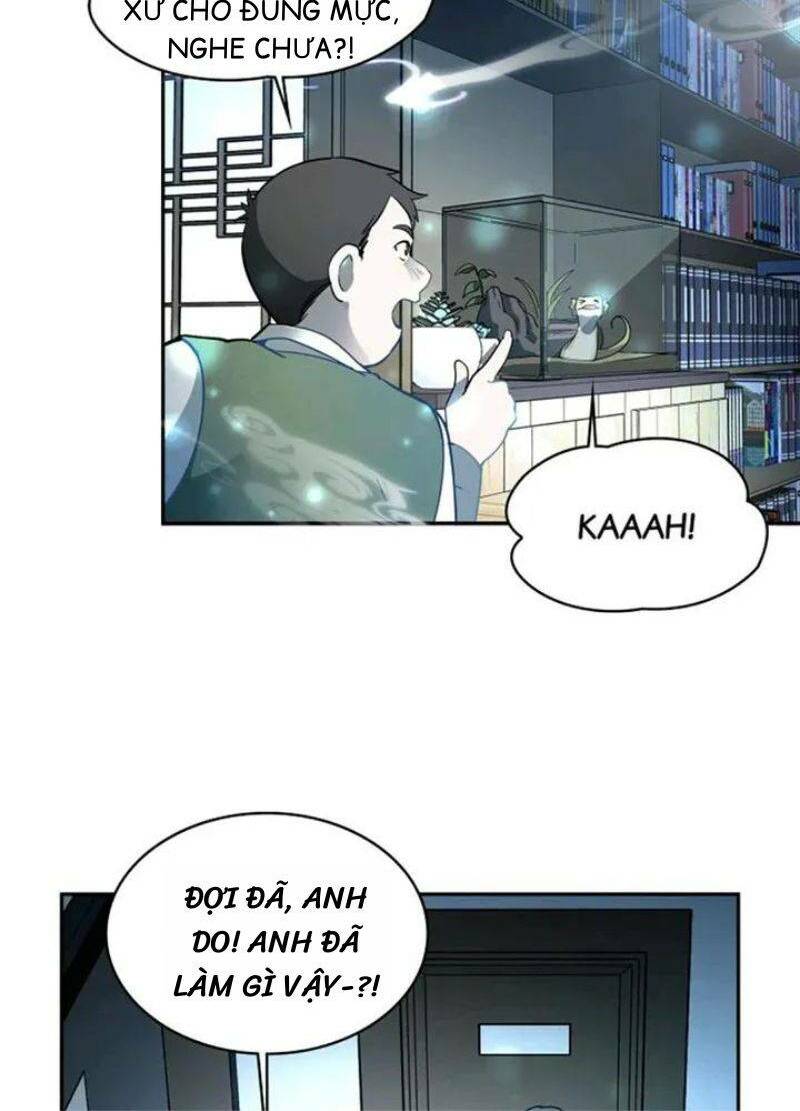 XỬ CHO ĐÚNG MỰC,
NGHE CHƯA?!
KAAAH!
ĐỢI ĐÃ, ANH
DO! ANH ĐÃ
LÀM GÌ VẬY-?!